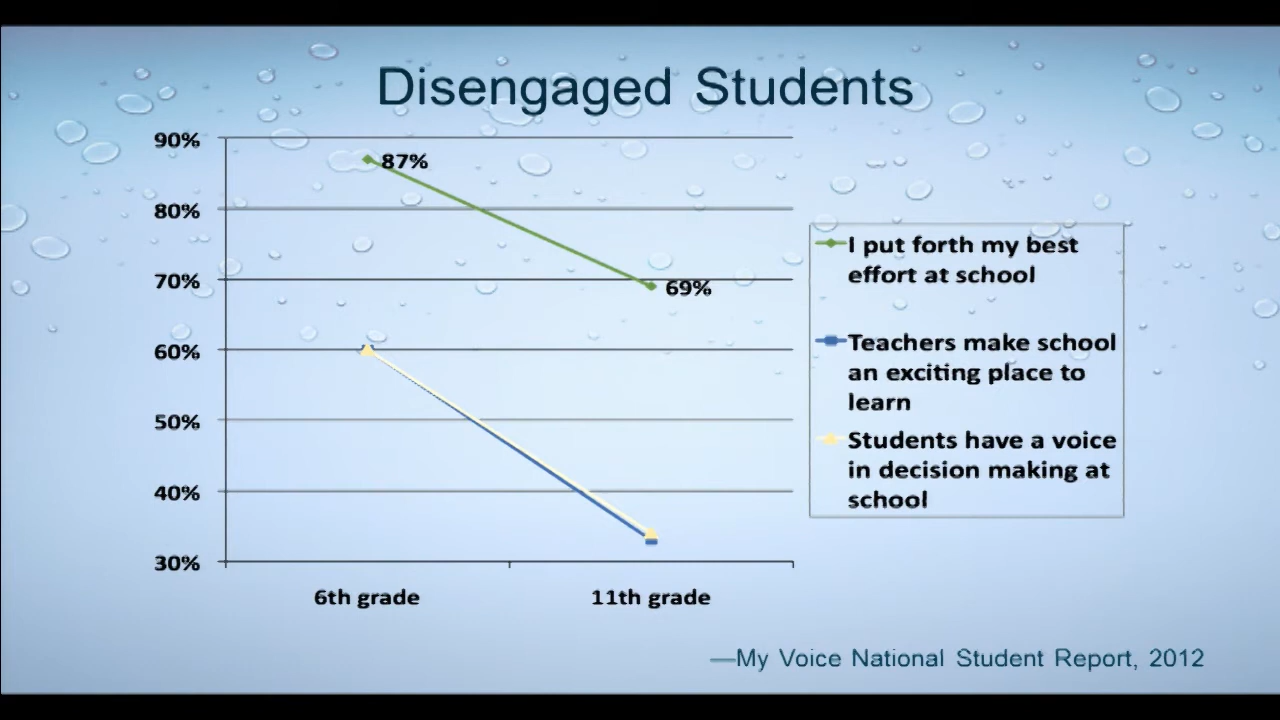 Disengaged Students
90%
80%
70%
60%
50%
40%
30%
87%
69%
6th grade
11th grade
I put forth my best
effort at school
Teachers make school
an exciting place to
learn
Students have a voice
in decision making at
school
—My Voice National Student Report, 2012